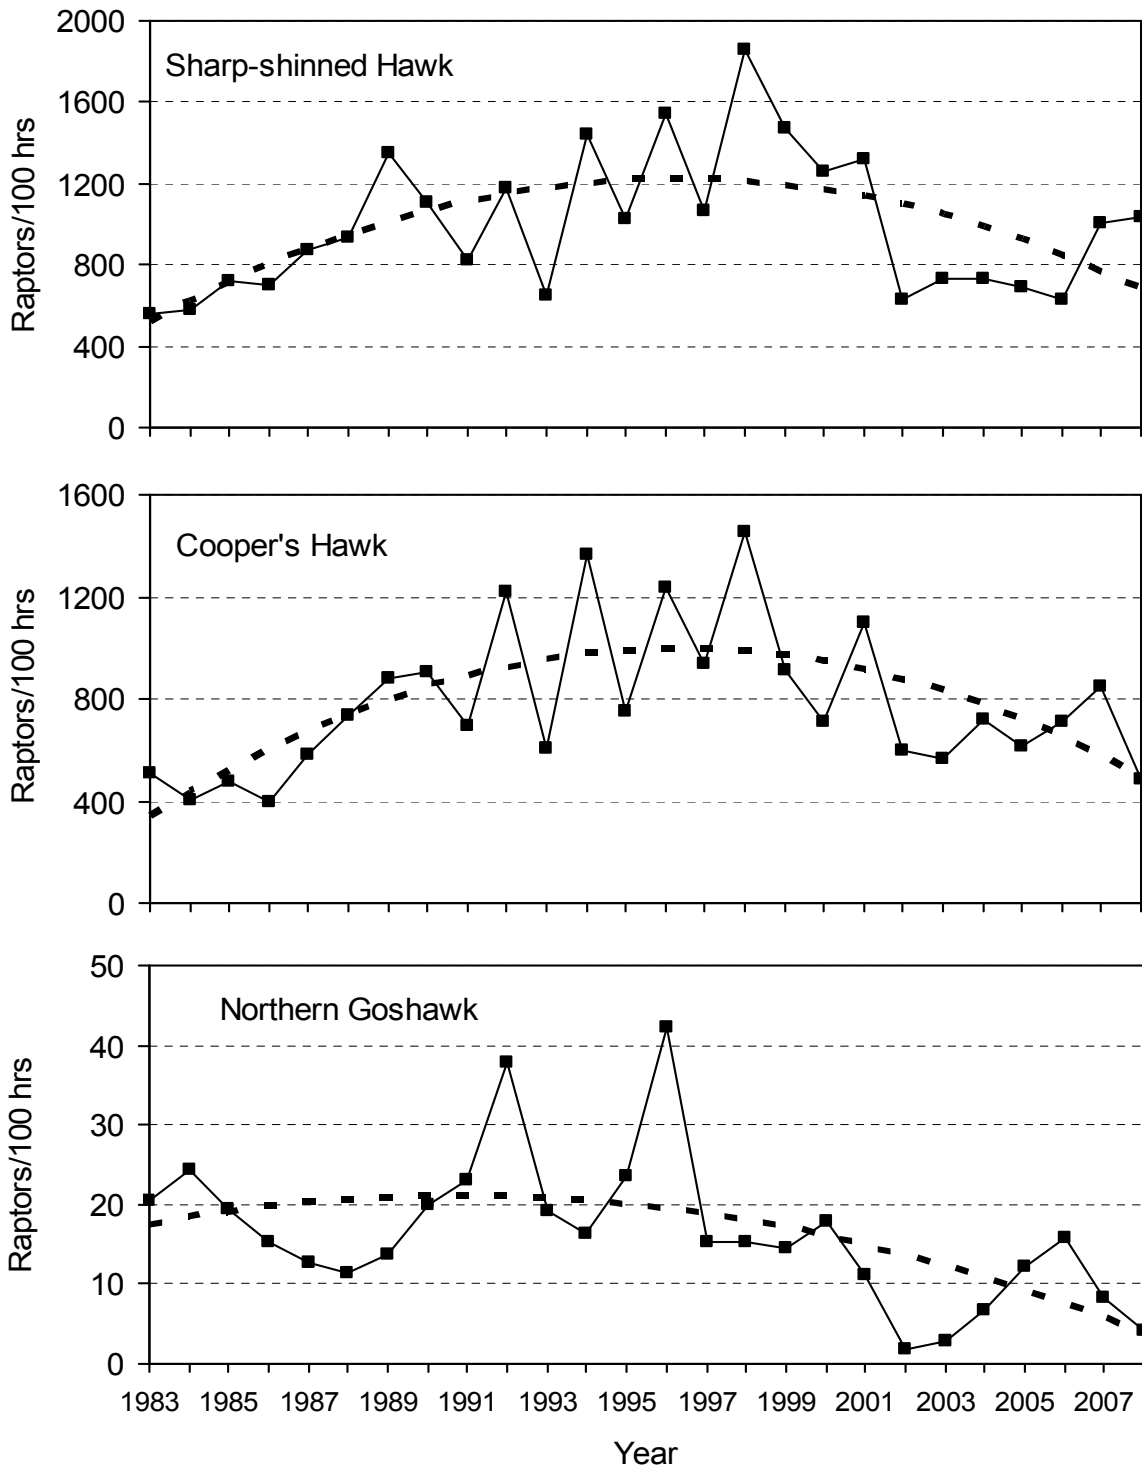 2000
1600
1200
800
400
0
Raptors/100 hrs
Sharp-shinned Hawk
1600
1200
800
400
0
Raptors/100 hrs
Cooper's Hawk
50
40
30
20
10
0
Raptors/100 hrs
Northern Goshawk
1983 1985 1987 1989 1991 1993 1995 1997 1999 2001 2003 2005 2007
Year